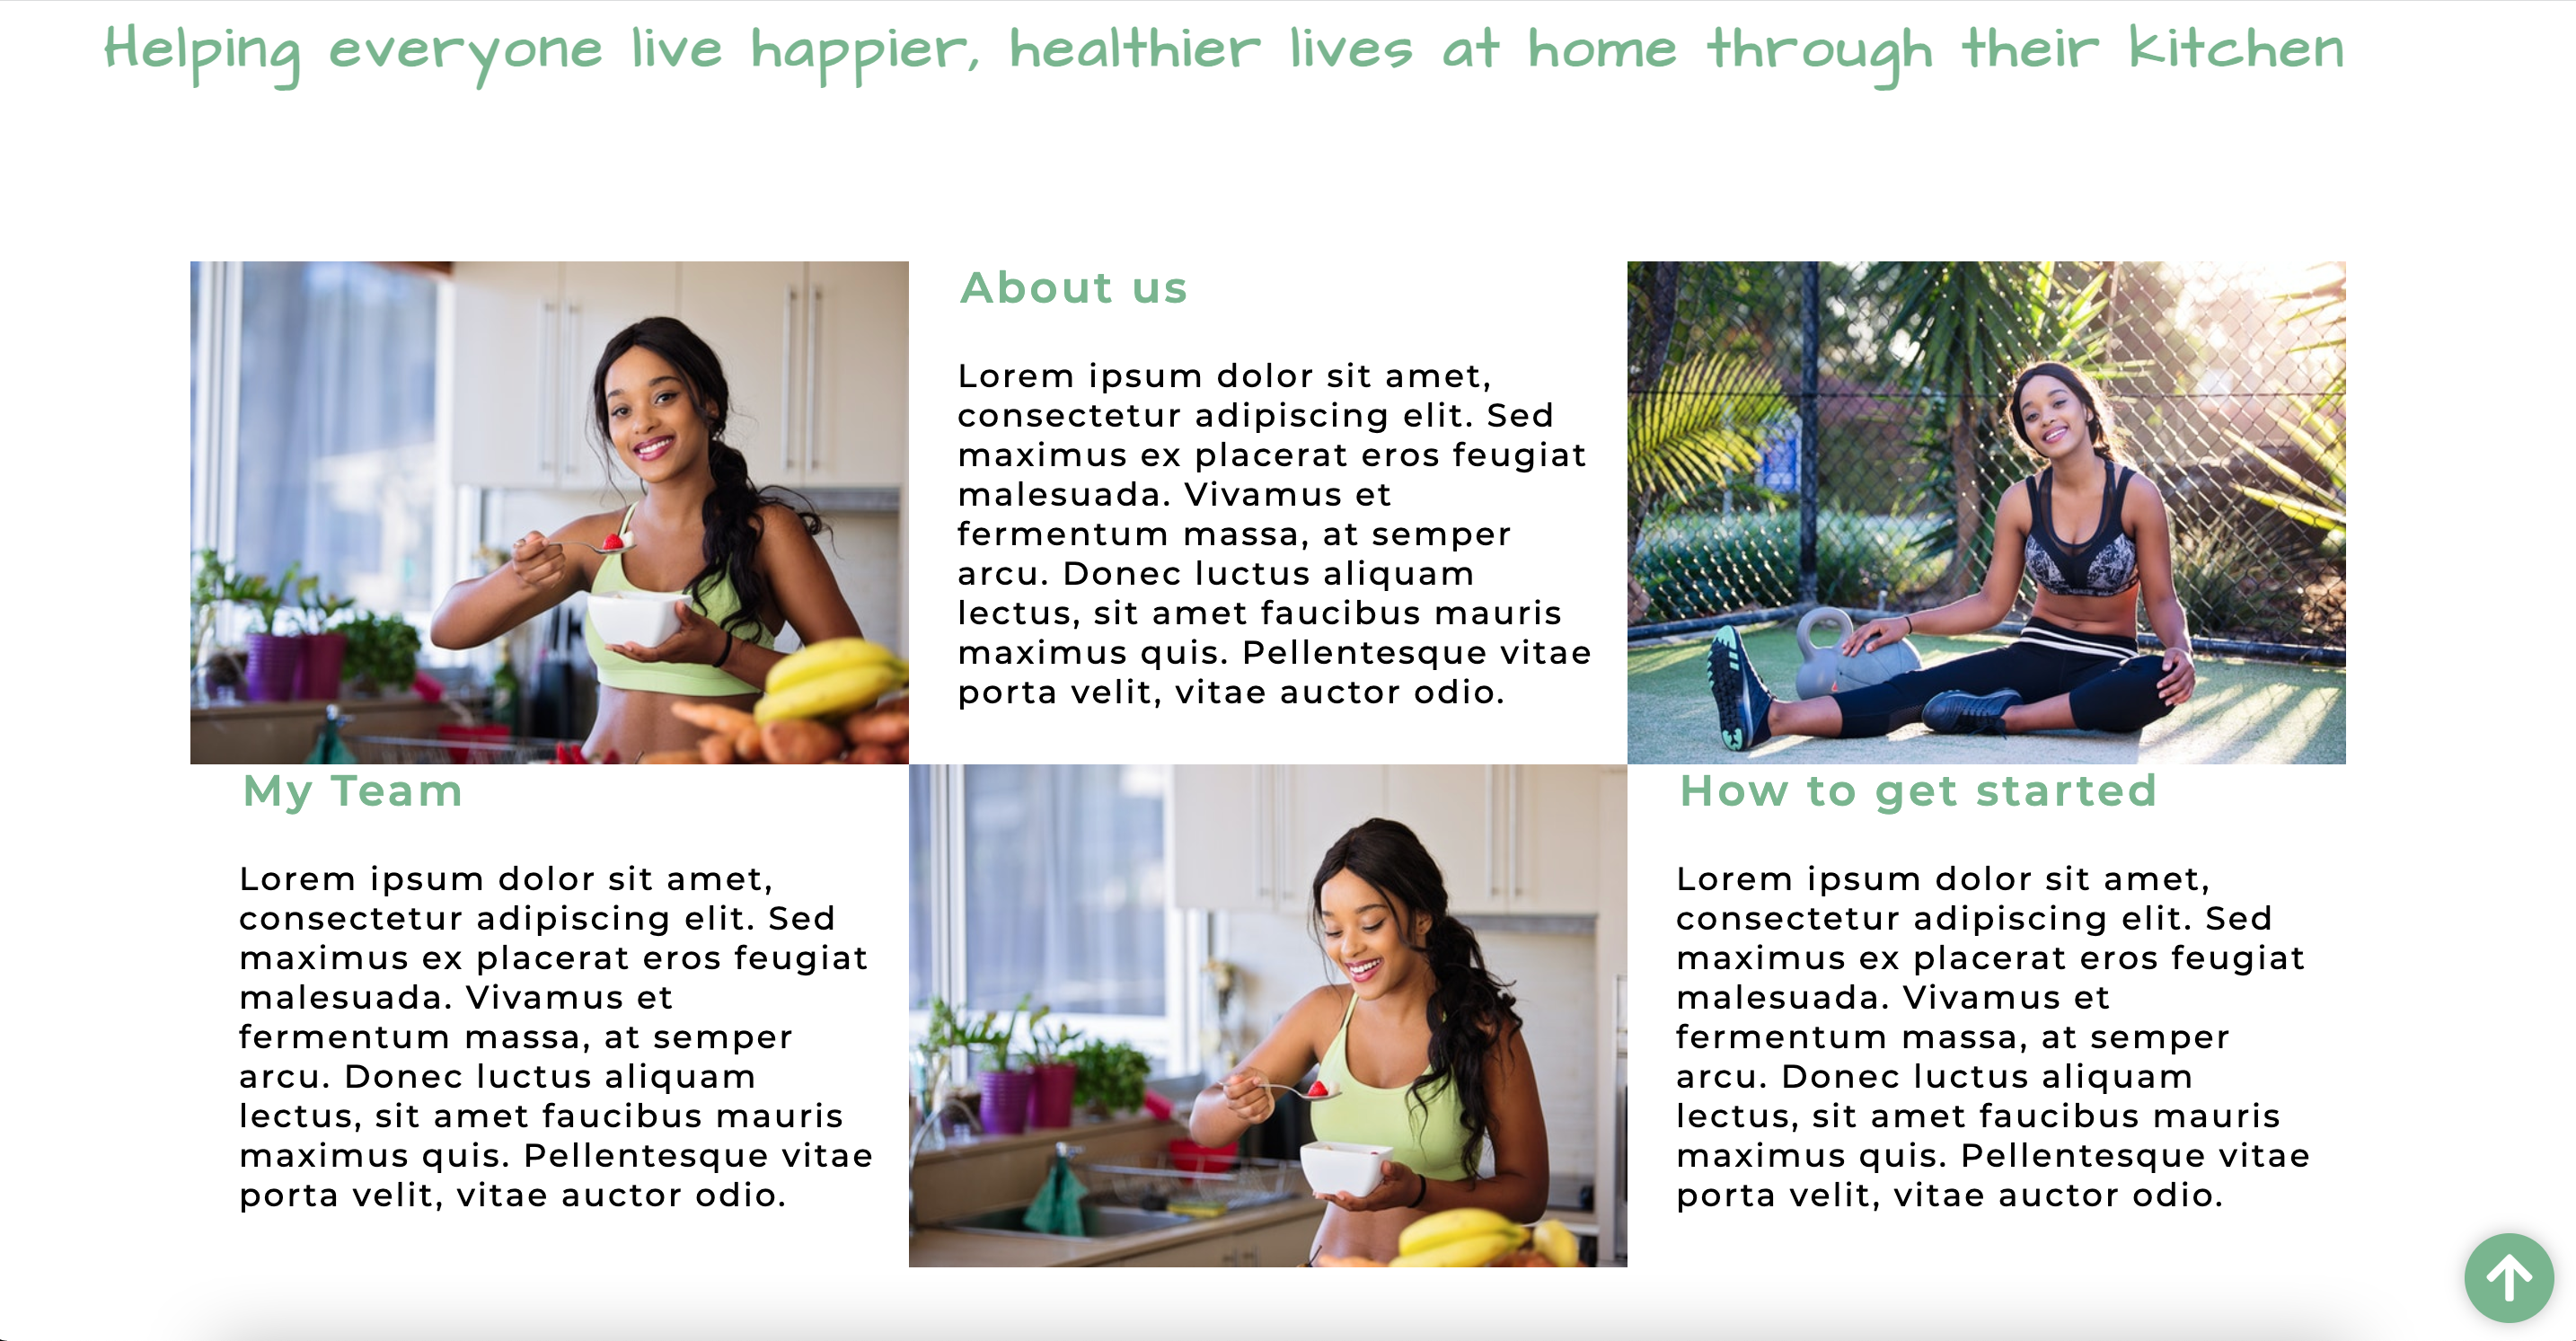 Helping everyone live happier, healthier lives at home through their kitchen
About us
Lorem ipsum dolor sit amet,
consectetur adipiscing elit. Sed
maximus ex placerat eros feugiat
malesuada. Vivamus et
fermentum massa, at semper
arcu. Donec luctus aliquam
lectus, sit amet faucibus mauris
maximus quis. Pellentesque vitae
porta velit, vitae auctor odio.
My Team
Lorem ipsum dolor sit amet,
consectetur adipiscing elit. Sed
maximus ex placerat eros feugiat
malesuada. Vivamus et
fermentum massa, at semper
arcu. Donec luctus aliquam
lectus, sit amet faucibus mauris
maximus quis. Pellentesque vitae
porta velit, vitae auctor odio.
How to get started
Lorem ipsum dolor sit amet,
consectetur adipiscing elit. Sed
maximus ex placerat eros feugiat
malesuada. Vivamus et
fermentum massa, at semper
arcu. Donec luctus aliquam
lectus, sit amet faucibus mauris
maximus quis. Pellentesque vitae
porta velit, vitae auctor odio.